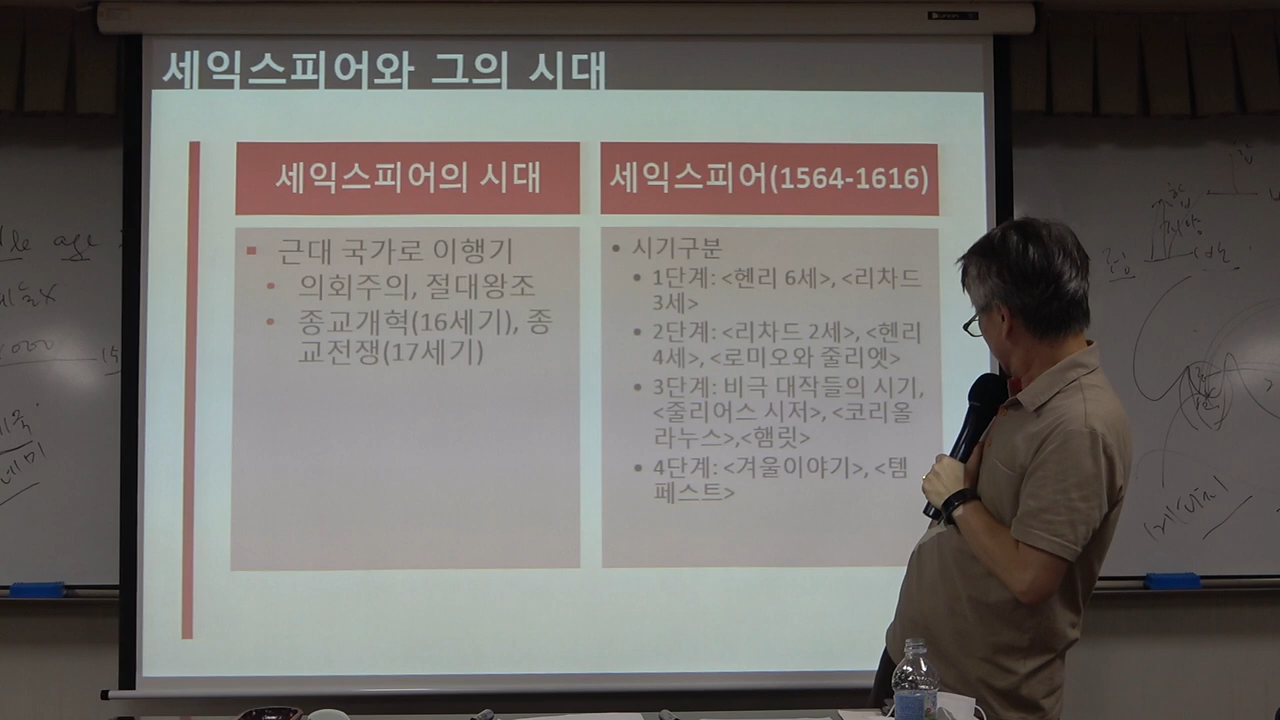 세익스피어와 그의 시대
세익스피어의 시대
▪ 근대 국가로 이행기
• 의회주의, 절대왕조
• 종교개혁(16세기), 종
교전쟁(17세기)
세익스피어(1564-1616)
• 시기구분
• 1단계: <헨리 6세>, <리차드
3세>
• 2단계: <리차드 2세>, <헨리
4세>, <로미오와 줄리엣>
• 3단계: 비극 대작들의 시기,
<줄리어스 시저>, <코리올
라누스>,<햄릿>
• 4단계: <겨울이야기>, <템
페스트>
age